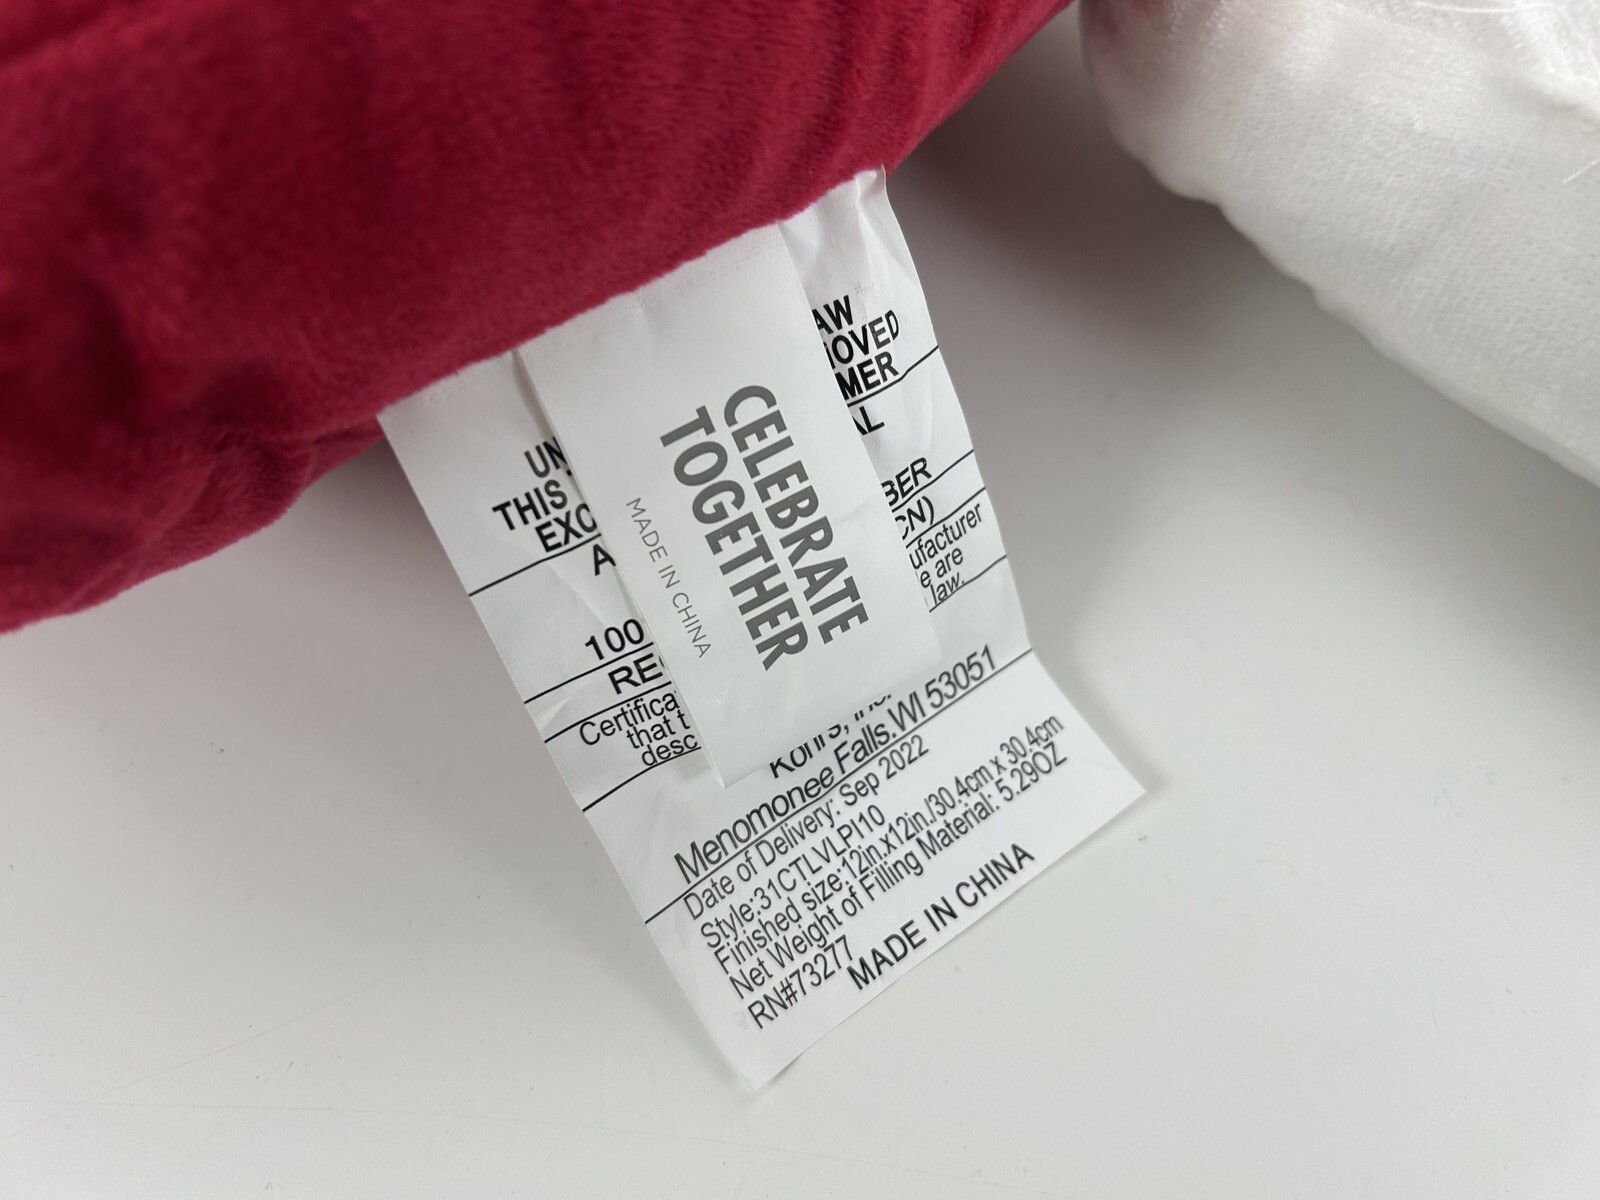 CELEBRATE
TOGETHER
MADE IN CHINA
AW
OVED
MER
AL
BER
CN)
ufacturer
e are
law.
UN
THIS
EXC
A
100
RE
Certifica
that t
desc
Kohl's, Inc.
Menomonee Falls.WI 53051
Date of Delivery: Sep 2022
Style:31CTLVLPI10
Finished size:12in.x12in./30.4cm x 30.4cm
Net Weight of Filling Material: 5.29OZ
RN#73277
MADE IN CHINA